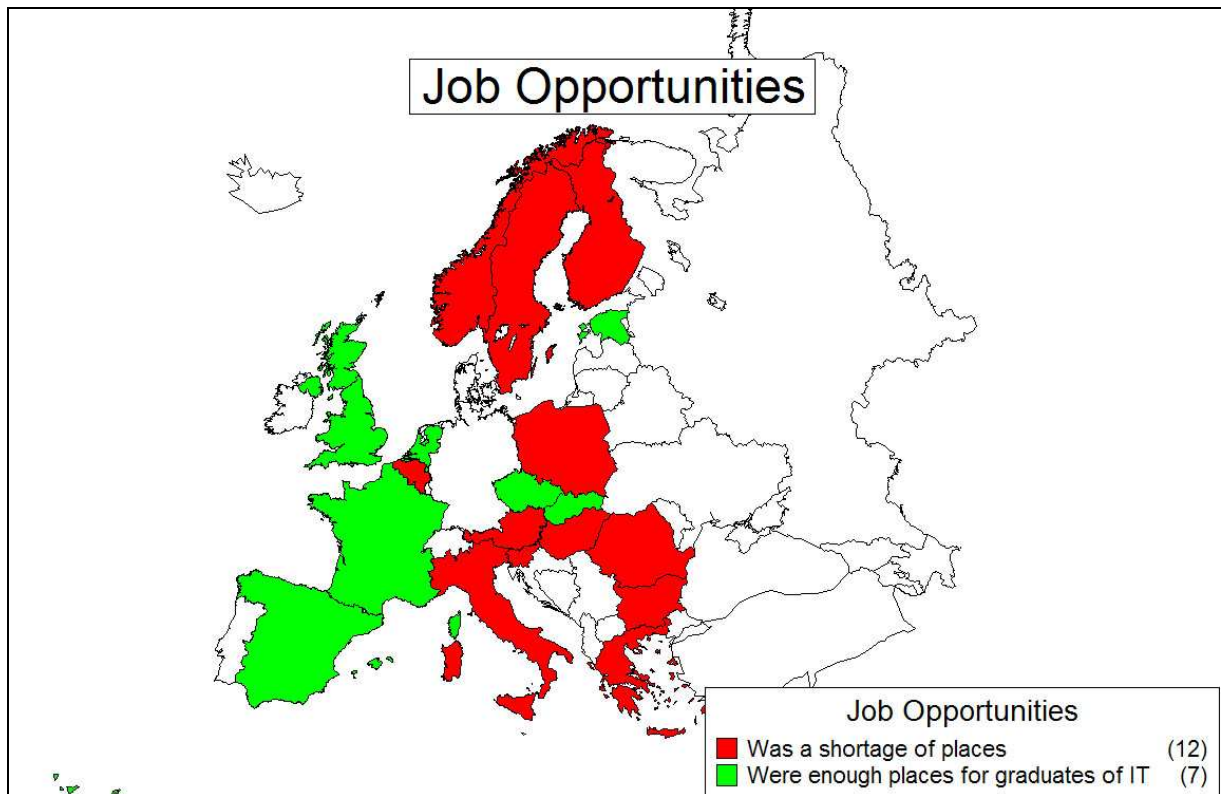 Job Opportunities
Job Opportunities
Was a shortage of places (12)
Were enough places for graduates of IT (7)